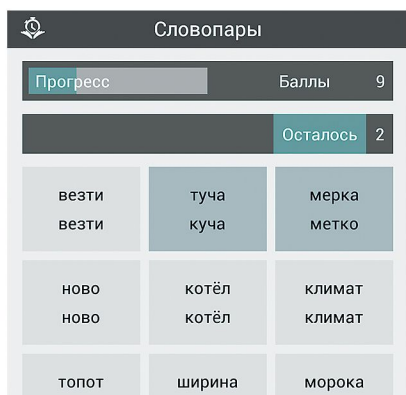 Словопары
Прогресс Баллы 9
Осталось 2
везти туча мерка
везти куча метко
ново котёл климат
ново котёл климат
топот ширина морока